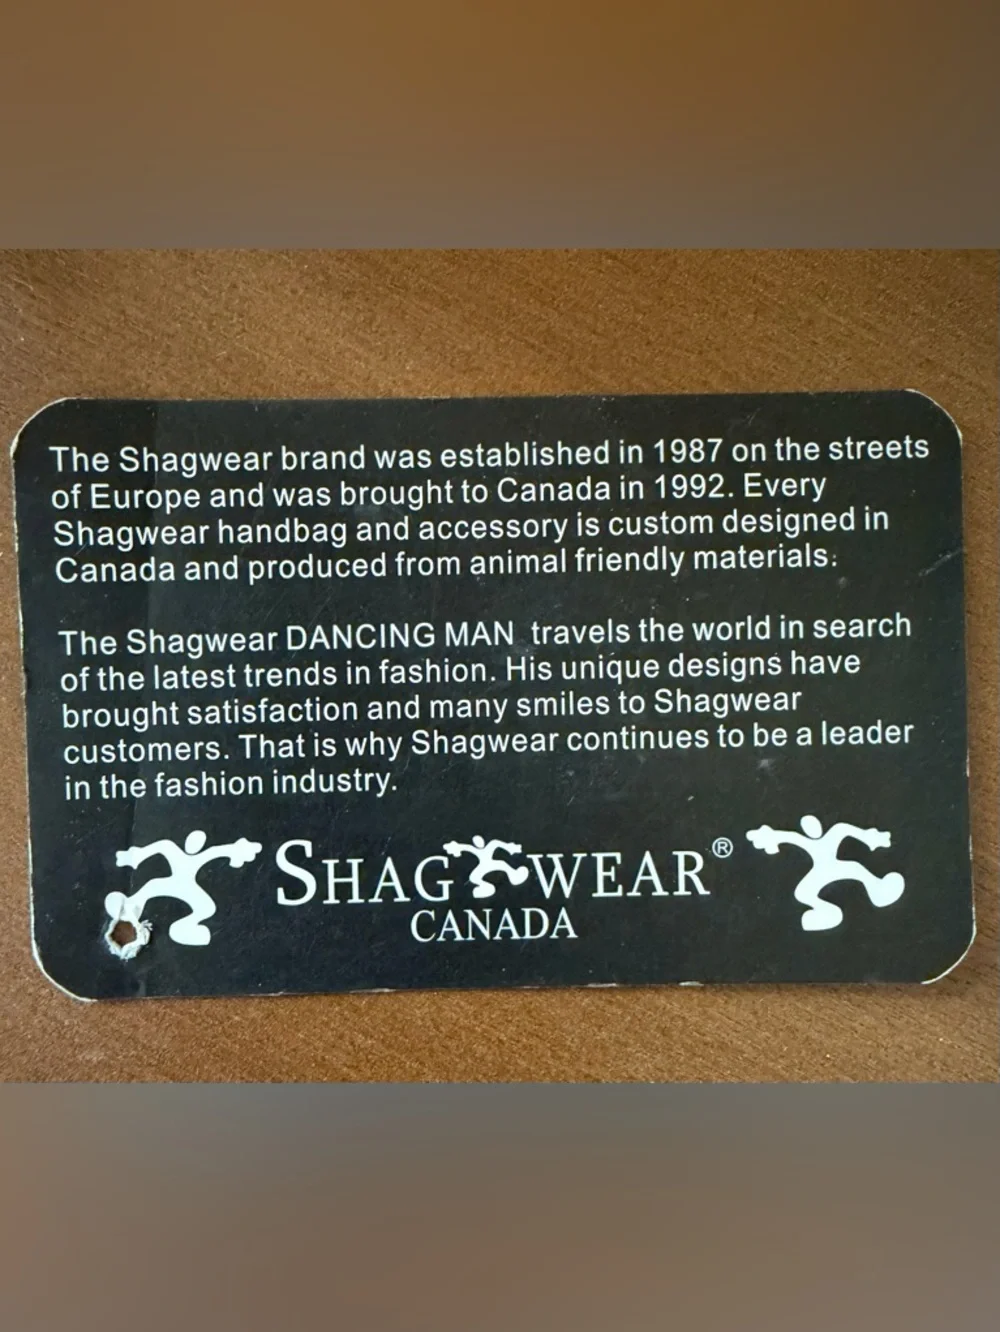 The Shagwear brand was established in 1987 on the streets
of Europe and was brought to Canada in 1992. Every
Shagwear handbag and accessory is custom designed in
Canada and produced from animal friendly materials.
The Shagwear DANCING MAN travels the world in search
of the latest trends in fashion. His unique designs have
brought satisfaction and many smiles to Shagwear
customers. That is why Shagwear continues to be a leader
in the fashion industry.
SHAG WEAR®
CANADA